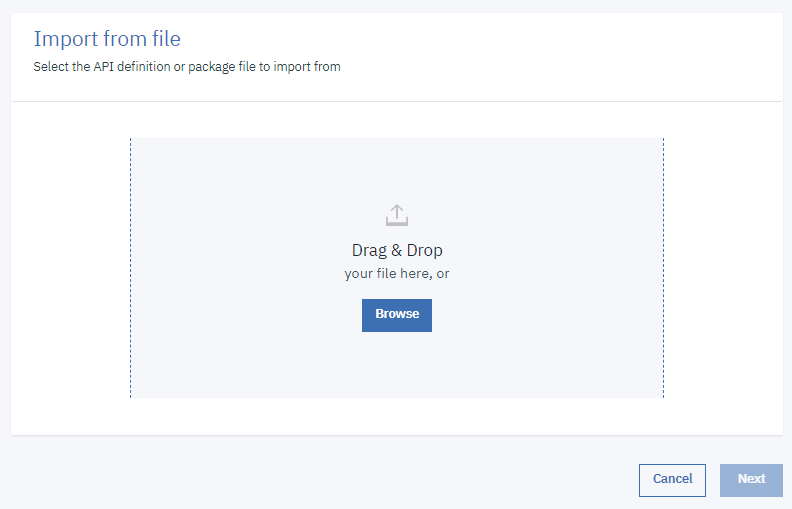 Import from file
Select the API definition or package file to import from
Drag & Drop
your file here, or
Browse
Cancel
Next